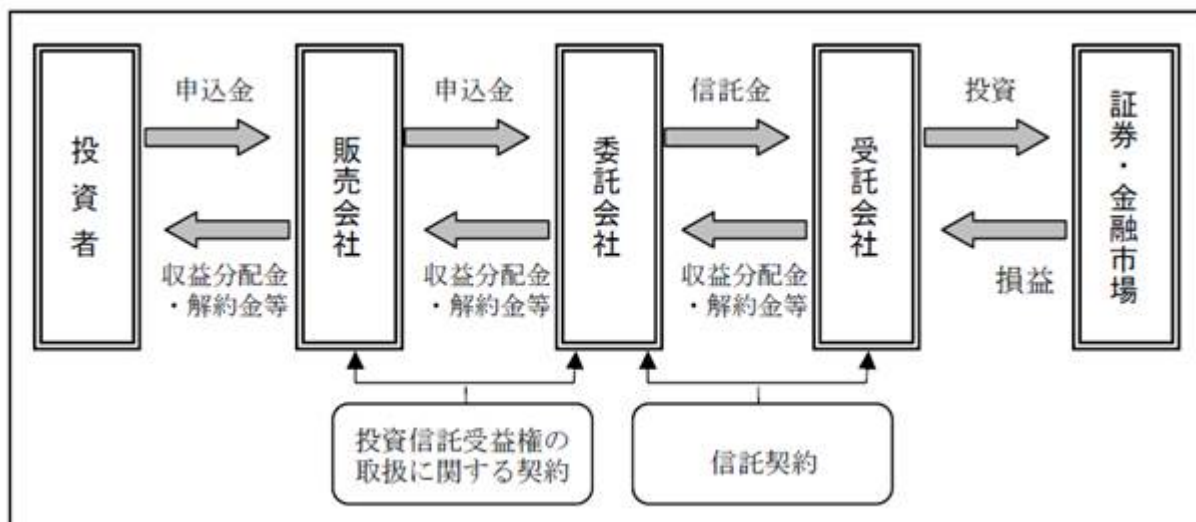 投資者
申込金
収益分配金
・解約金等
販売会社
申込金
収益分配金
・解約金等
委託会社
信託金
収益分配金
・解約金等
受託会社
投資
損益
証券・金融市場
投資信託受益権の
取扱に関する契約
信託契約